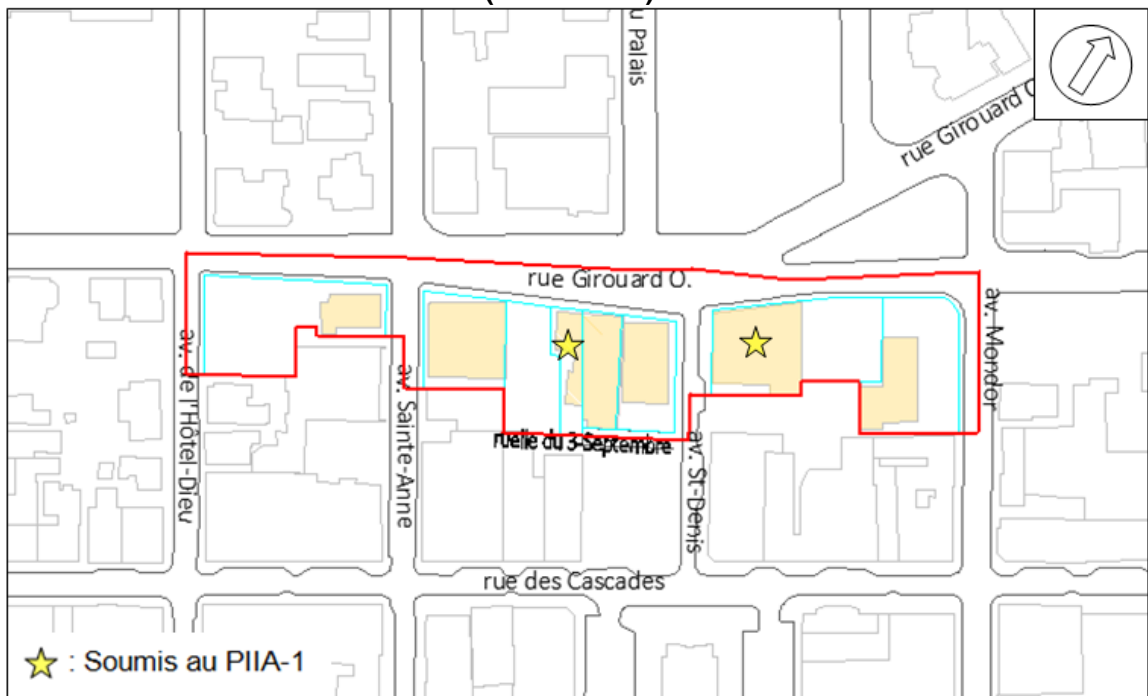 Palais
rue Girouard
rue Girouard O.
av. de l'Hôtel-Dieu
av. Sainte-Anne
ruelle du 3-Septembre
av. St-Denis
av. Mondor
rue des Cascades
: Soumis au PIIA-1